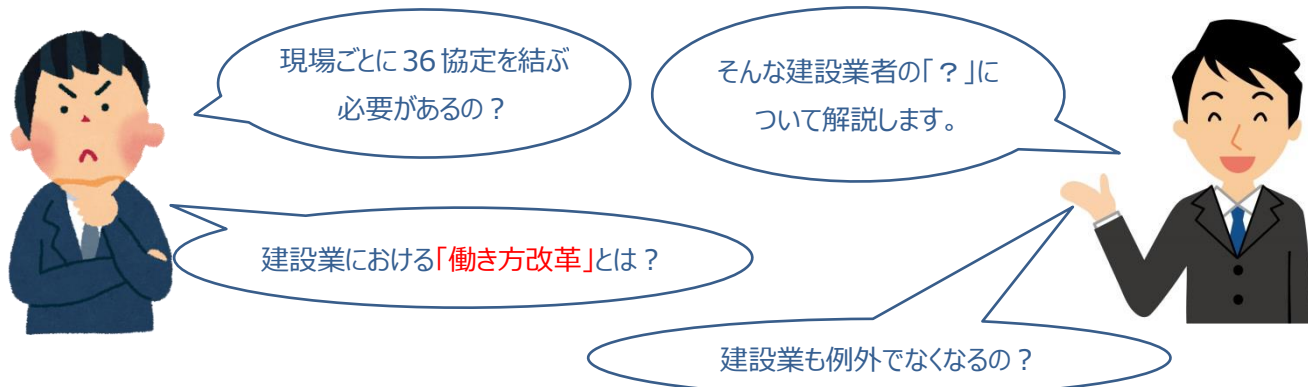 現場ごとに 36 協定を結ぶ
必要があるの？
そんな建設業者の「？」に
ついて解説します。
建設業における「働き方改革」とは？
建設業も例外でなくなるの？